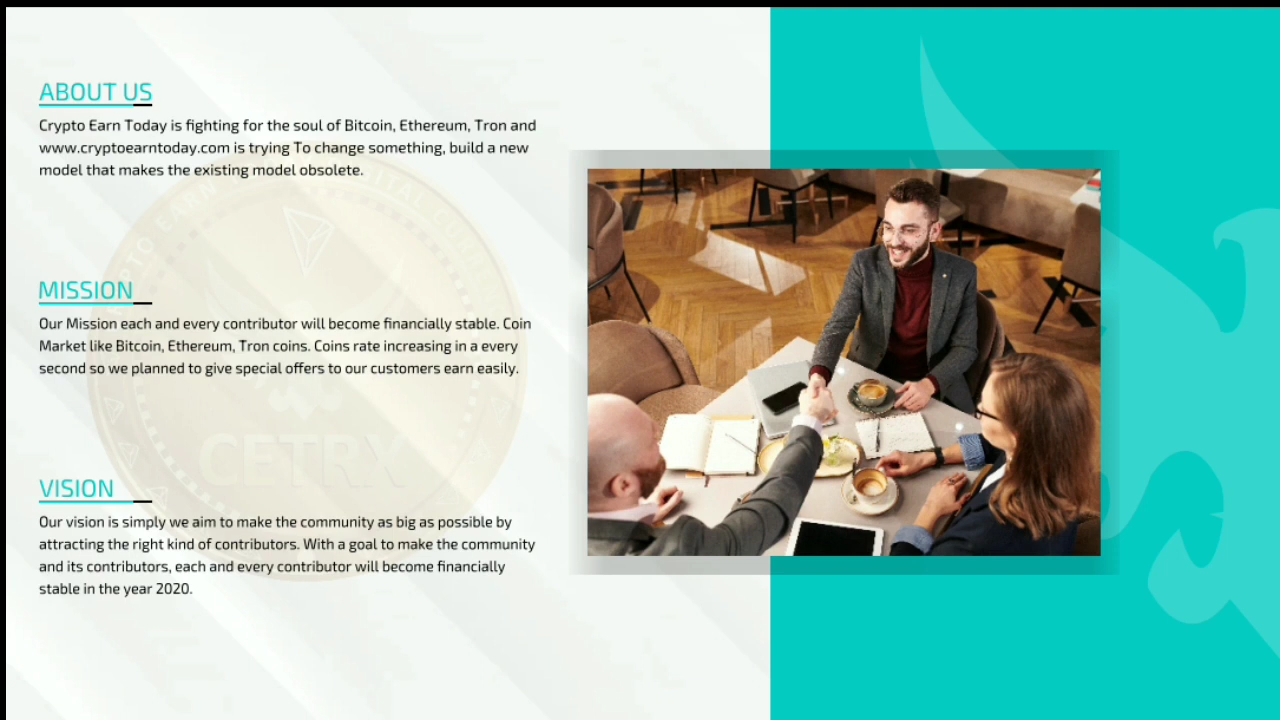 ABOUT US
Crypto Earn Today is fighting for the soul of Bitcoin, Ethereum, Tron and
www.cryptoearntoday.com is trying To change something, build a new
model that makes the existing model obsolete.
MISSION
Our Mission each and every contributor will become financially stable. Coin
Market like Bitcoin, Ethereum, Tron coins. Coins rate increasing in a every
second so we planned to give special offers to our customers earn easily.
CETRX
VISION
Our vision is simply we aim to make the community as big as possible by
attracting the right kind of contributors. With a goal to make the community
and its contributors, each and every contributor will become financially
stable in the year 2020.